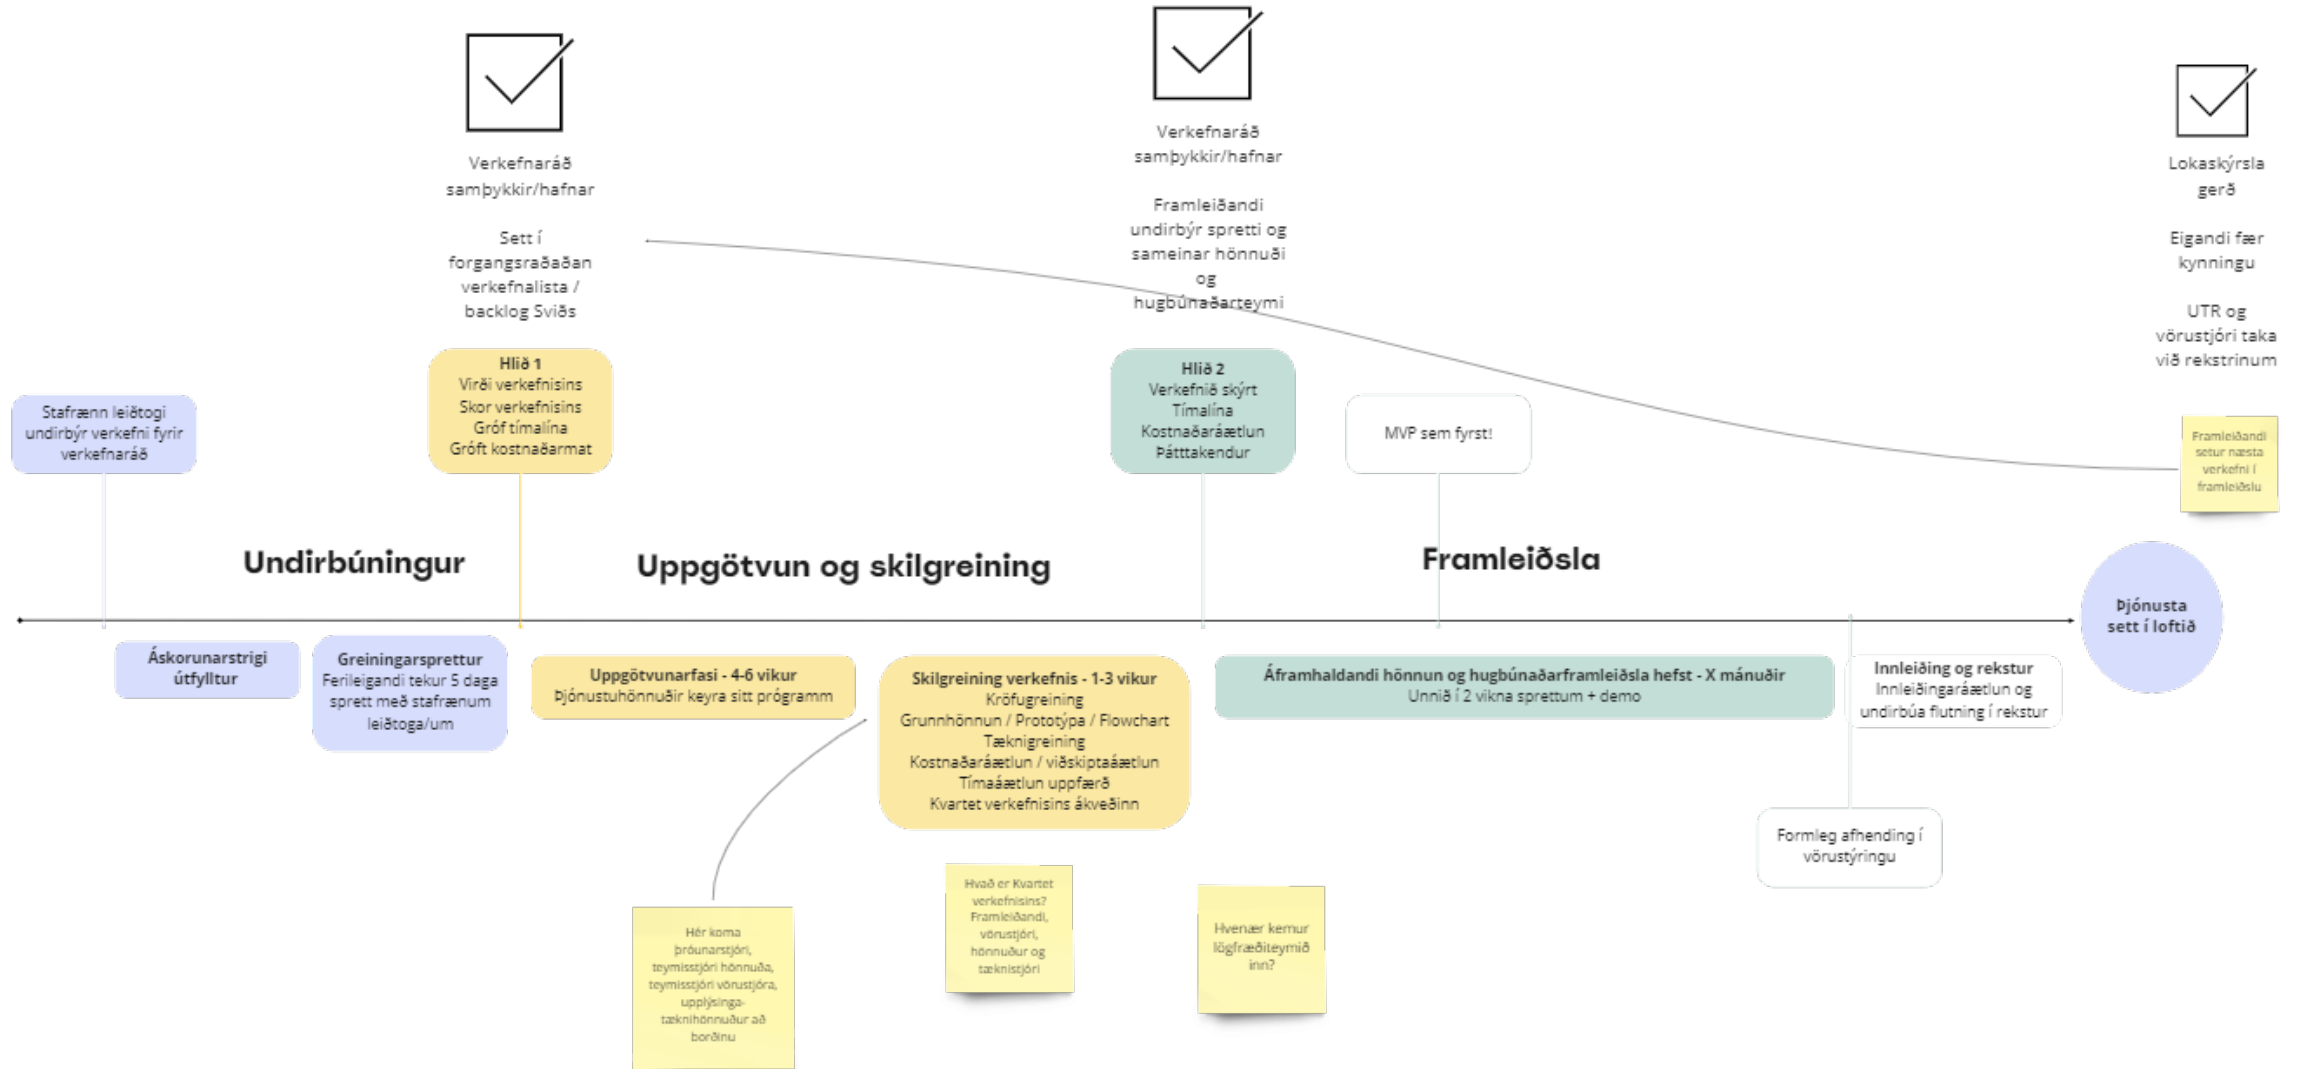 Verkefnaráð
samþykkir/hafnar
Sett í
forgangsraðaðan
verkefnalista /
backlog Sviðs
Verkefnaráð
samþykkir/hafnar
Framleiðandi
undirbýr spretti og
sameinar hönnuði
og
hugbúnaðarteymi
Lokaskýrsla
gerð
Eigandi fær
kynningu
UTR og
vörustjóri taka
við rekstrinum
Stafrænn leiðtogi
undirbýr verkefni fyrir
verkefnaráð
Hlið 1
Virði verkefnisins
Skor verkefnisins
Gróf tímalína
Gróft kostnaðarmat
Hlið 2
Verkefnið skýrt
Tímalína
Kostnaðaráætlun
Þátttakendur
MVP sem fyrst!
Framleiðandi
setur næsta
verkefni í
framleiðslu
Undirbúningur
Uppgötvun og skilgreining
Framleiðsla
Þjónusta
sett í loftið
Áskorunarstrigi
útfylltur
Greiningarsprettur
Ferileigandi tekur 5 daga
sprett með stafrænum
leiðtoga/um
Uppgötvunarfasi - 4-6 vikur
Þjónustuhönnuðir keyra sitt prógramm
Skilgreining verkefnis - 1-3 vikur
Kröfugreining
Grunnhönnun / Prototýpa / Flowchart
Tæknigreining
Kostnaðaráætlun / viðskiptaáætlun
Tímaáætlun uppfærð
Kvartet verkefnisins ákveðinn
Áframhaldandi hönnun og hugbúnaðarframleiðsla hefst - X mánuðir
Unnið í 2 vikna sprettum + demo
Innleiðing og rekstur
Innleiðingaráætlun og
undirbúa flutning í rekstur
Formleg afhending í
vörustýringu
Hér koma
þróunarstjóri,
teymisstjóri hönnuða,
teymisstjóri vörustjóra,
upplýsinga-
tæknihönnuður að
borðinu
Hvað er Kvartet
verkefnisins?
Framleiðandi,
vörustjóri,
hönnuður og
tæknistjóri
Hvenær kemur
lögfræðiteymið
inn?